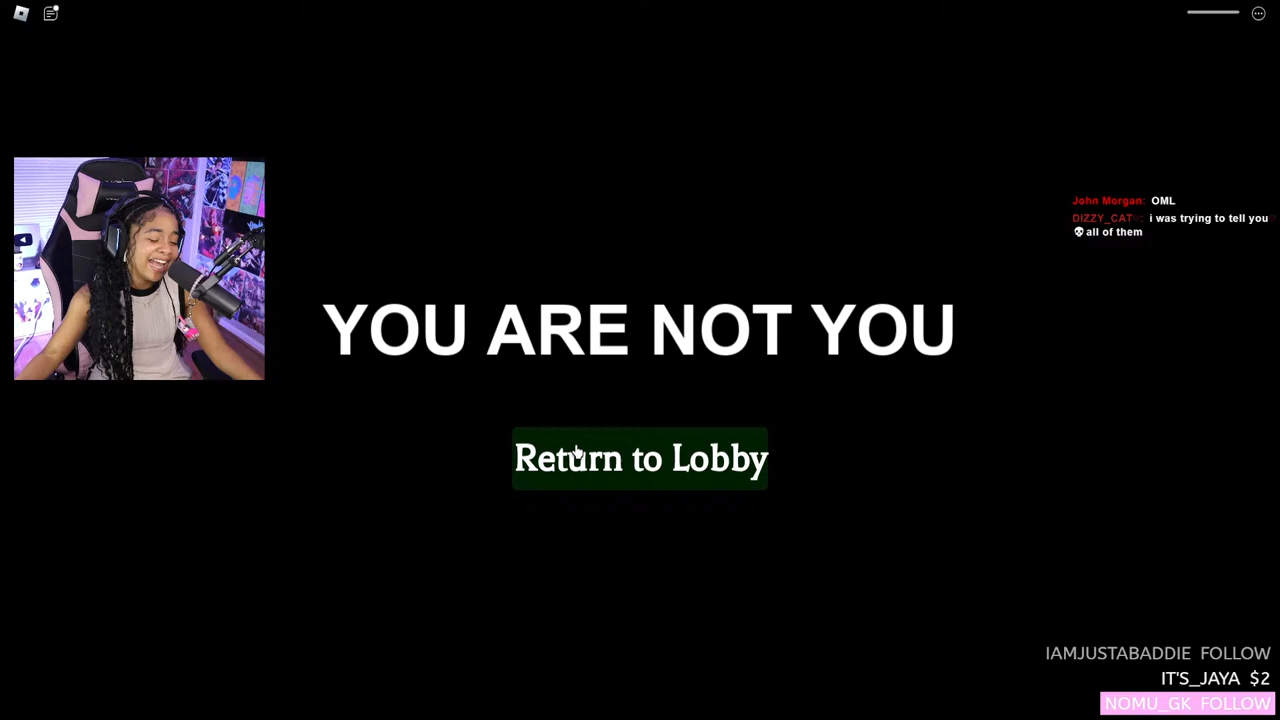 John Morgan: OML
DIZZY_CAT: i was trying to tell you
💀all of them
YOU ARE NOT YOU
Return to Lobby
IAMJUSTABADDIE FOLLOW
IT'S_JAYA $2
NOMU_GK FOLLOW